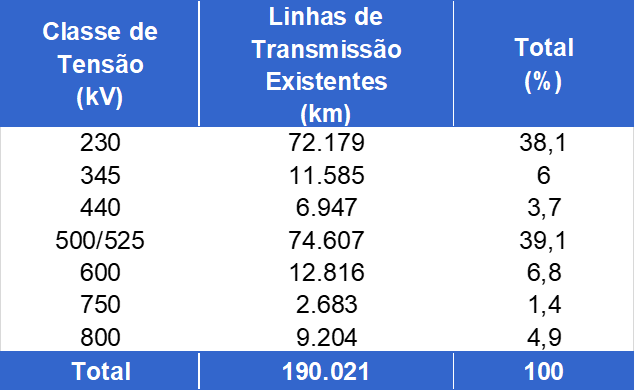 Classe de Tensão (kV) Linhas de Transmissão Existentes (km) Total (%)
230 72.179 38,1
345 11.585 6
440 6.947 3,7
500/525 74.607 39,1
600 12.816 6,8
750 2.683 1,4
800 9.204 4,9
Total 190.021 100